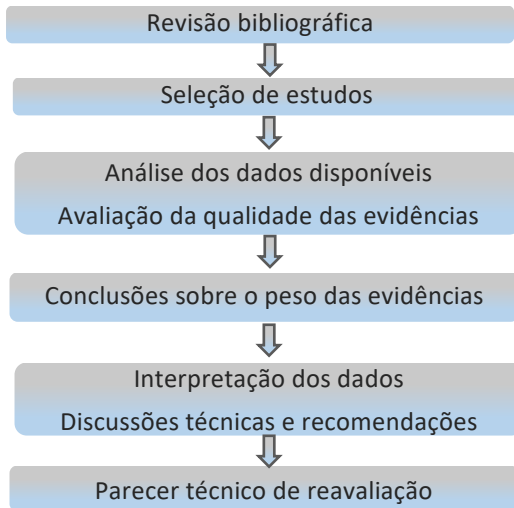 Revisão bibliográfica
Seleção de estudos
Análise dos dados disponíveis
Avaliação da qualidade das evidências
Conclusões sobre o peso das evidências
Interpretação dos dados
Discussões técnicas e recomendações
Parecer técnico de reavaliação